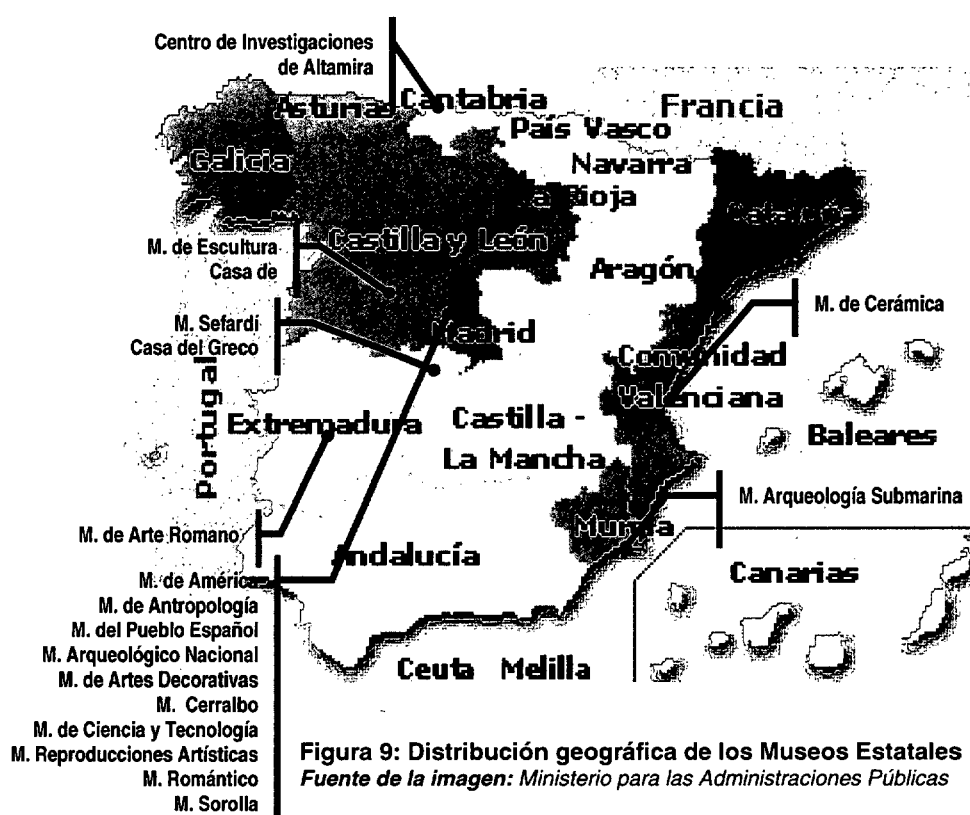 Centro de Investigaciones
de Altamira
Asturias
Cantabria
Francia
País Vasco
Galicia
Navarra
La Rioja
Cataluña
Castilla y León
M. de Escultura
Casa de
Aragón
M. de Cerámica
M. Sefardí
Casa del Greco
Madrid
Comunidad
Valenciana
Portugal
Extremadura
Castilla -
La Mancha
Baleares
M. Arqueología Submarina
Murcia
M. de Arte Romano
Andalucía
Canarias
M. de América
M. de Antropología
M. del Pueblo Español
M. Arqueológico Nacional
M. de Artes Decorativas
M. Cerralbo
M. de Ciencia y Tecnología
M. Reproducciones Artísticas
M. Romántico
M. Sorolla
Ceuta Melilla
Figura 9: Distribución geográfica de los Museos Estatales
Fuente de la imagen: Ministerio para las Administraciones Públicas